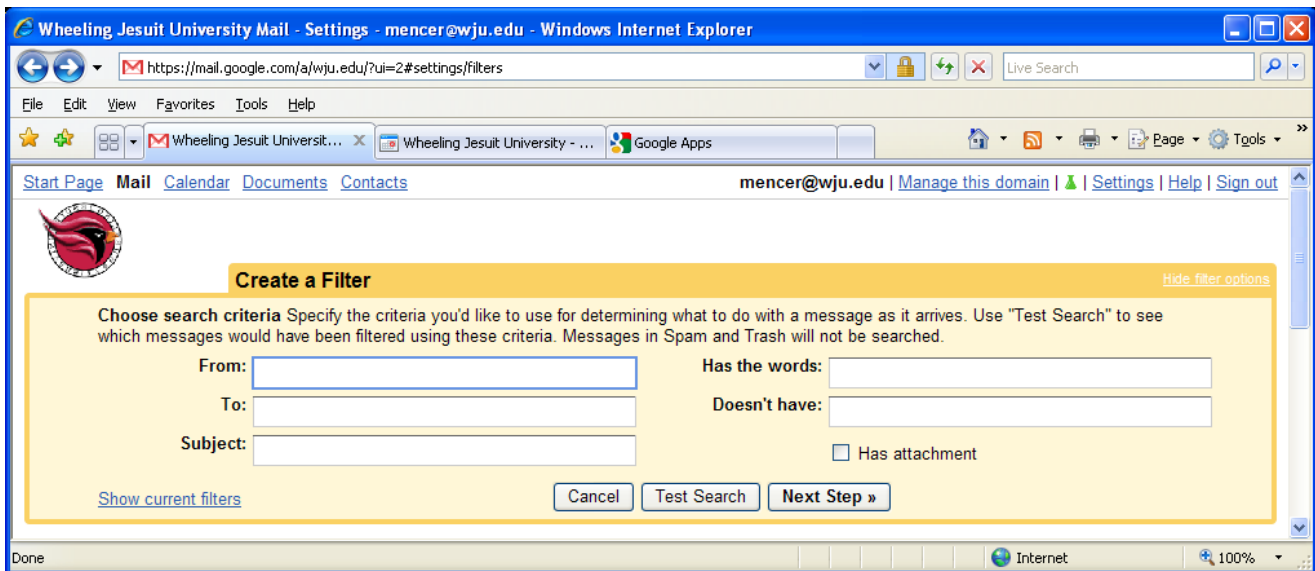 Wheeling Jesuit University Mail - Settings - mencer@wju.edu - Windows Internet Explorer
https://mail.google.com/a/wju.edu/?ui=2#settings/filters Live Search
File Edit View Favorites Tools Help
Wheeling Jesuit Universit... Wheeling Jesuit University - ... Google Apps Page Tools »
Start Page Mail Calendar Documents Contacts mencer@wju.edu | Manage this domain | | Settings | Help | Sign out
Create a Filter Hide filter options
Choose search criteria Specify the criteria you'd like to use for determining what to do with a message as it arrives. Use "Test Search" to see
which messages would have been filtered using these criteria. Messages in Spam and Trash will not be searched.
From: Has the words:
To: Doesn't have:
Subject: Has attachment
Show current filters Cancel Test Search Next Step »
Done Internet 100%